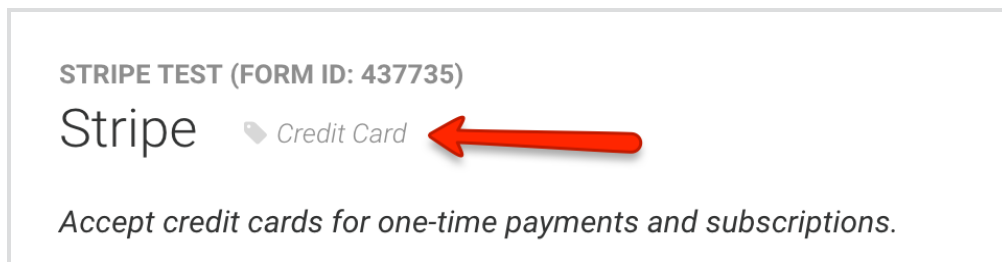 STRIPE TEST (FORM ID: 437735)
Stripe Credit Card
Accept credit cards for one-time payments and subscriptions.